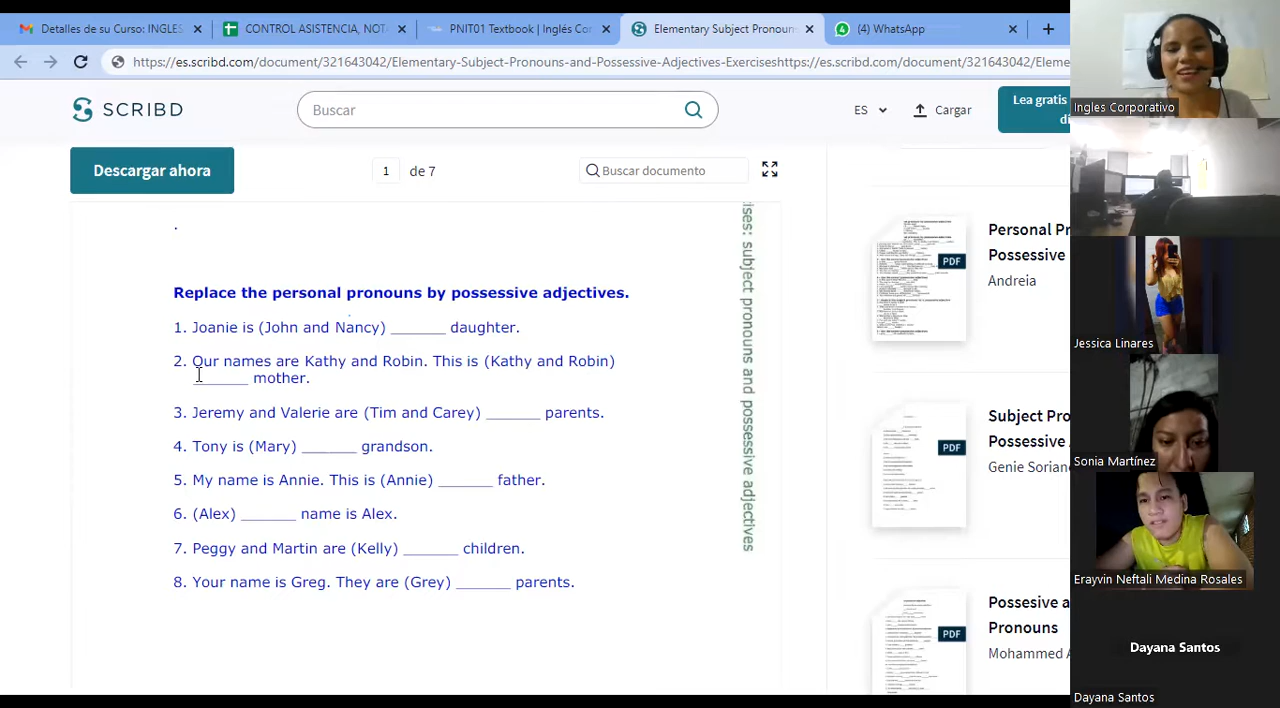 Detalles de su Curso: INGLES
CONTROL ASISTENCIA, NOT
PNIT01 Textbook | Inglés Cor
Elementary Subject Pronoun
(4) WhatsApp
https://es.scribd.com/document/321643042/Elementary-Subject-Pronouns-and-Possessive-Adjectives-Exerciseshttps://es.scribd.com/document/321643042/Eleme
SCRIBD
Buscar
ES
Cargar
Lea gratis
dí
Descargar ahora
1 de 7
Buscar documento
.
Replace the personal pronouns by possessive adjectives.
1. Janie is (John and Nancy) _______ daughter.
2. Our names are Kathy and Robin. This is (Kathy and Robin)
_______ mother.
3. Jeremy and Valerie are (Tim and Carey) _______ parents.
4. Tony is (Mary) _______ grandson.
5. My name is Annie. This is (Annie) _______ father.
6. (Alex) _______ name is Alex.
7. Peggy and Martin are (Kelly) _______ children.
8. Your name is Greg. They are (Grey) _______ parents.
ises: subject pronouns and possessive adjectives
PDF
Personal Pr
Possessive
Andreia
PDF
Subject Pro
Possessive
Genie Soriano
PDF
Possesive a
Pronouns
Mohammed A
Ingles Corporativo
Jessica Linares
Sonia Martínez
Erayvin Neftali Medina Rosales
Dayana Santos
Dayana Santos